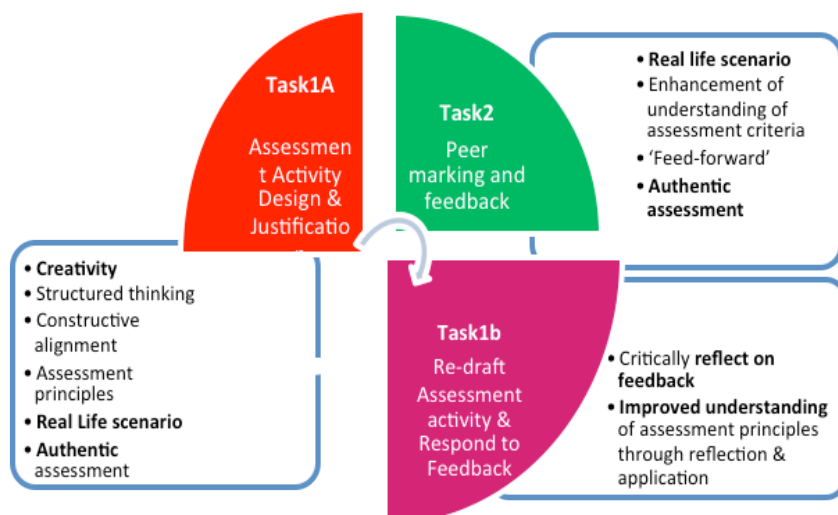 Task1A
Assessmen
t Activity
Design &
Justificatio
Task2
Peer
marking and
feedback
• Real life scenario
• Enhancement of
understanding of
assessment criteria
• ‘Feed-forward’
• Authentic
assessment
• Creativity
• Structured thinking
• Constructive
alignment
• Assessment
principles
• Real Life scenario
• Authentic
assessment
Task1b
Re-draft
Assessment
activity &
Respond to
Feedback
• Critically reflect on
feedback
• Improved understanding
of assessment principles
through reflection &
application